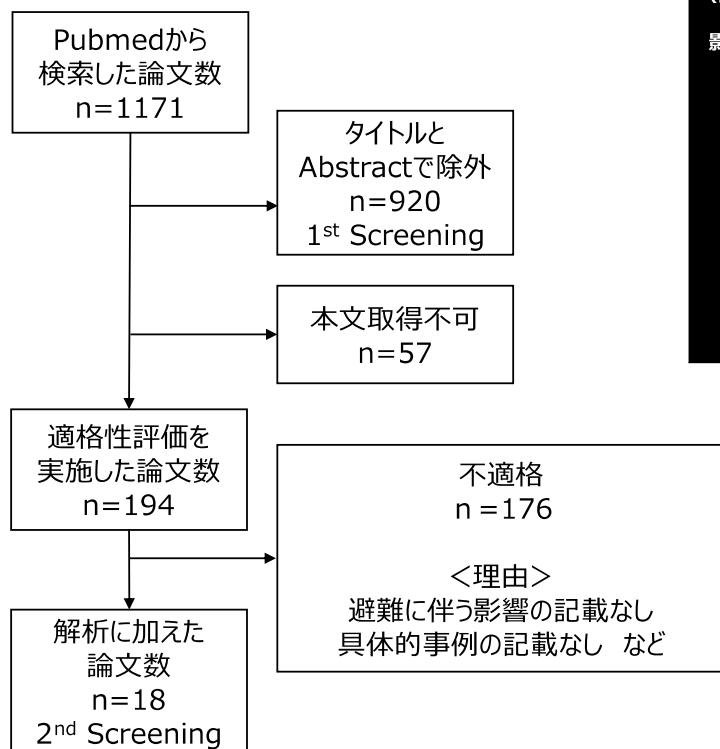 Pubmedから
検索した論文数
n=1171
タイトルと
Abstractで除外
n=920
1st Screening
本文取得不可
n=57
適格性評価を
実施した論文数
n=194
不適格
n =176
＜理由＞
避難に伴う影響の記載なし
具体的事例の記載なし など
解析に加えた
論文数
n=18
2nd Screening
影